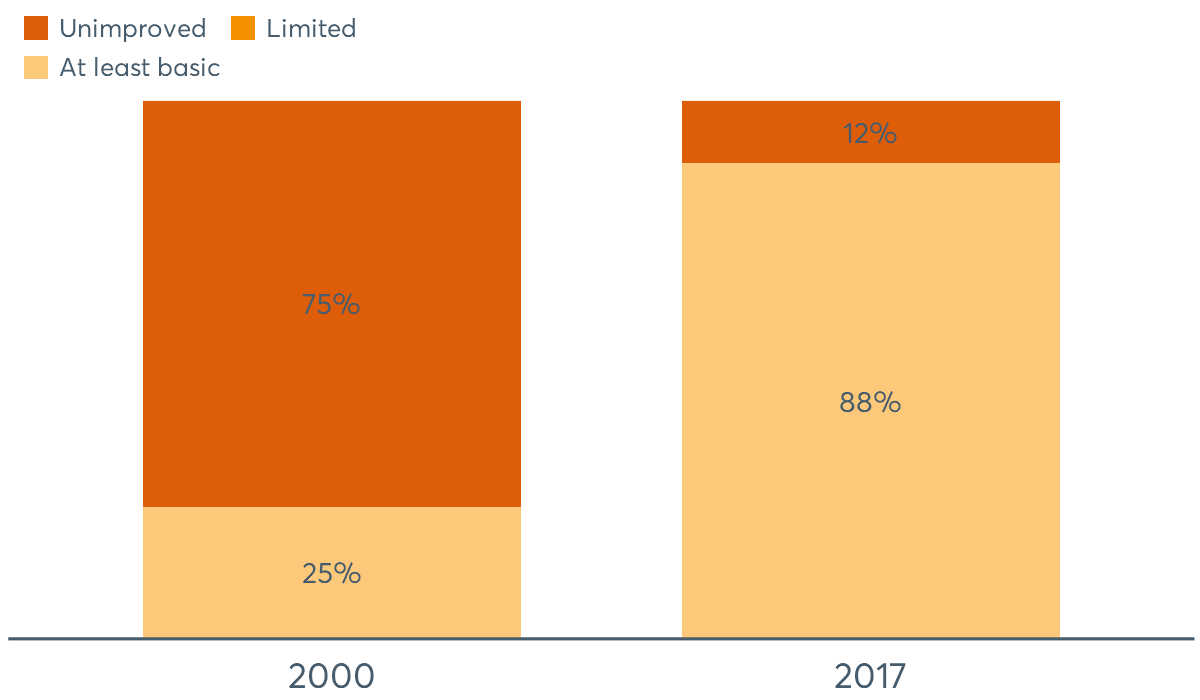 Unimproved Limited
At least basic
12%
75%
88%
25%
2000 2017